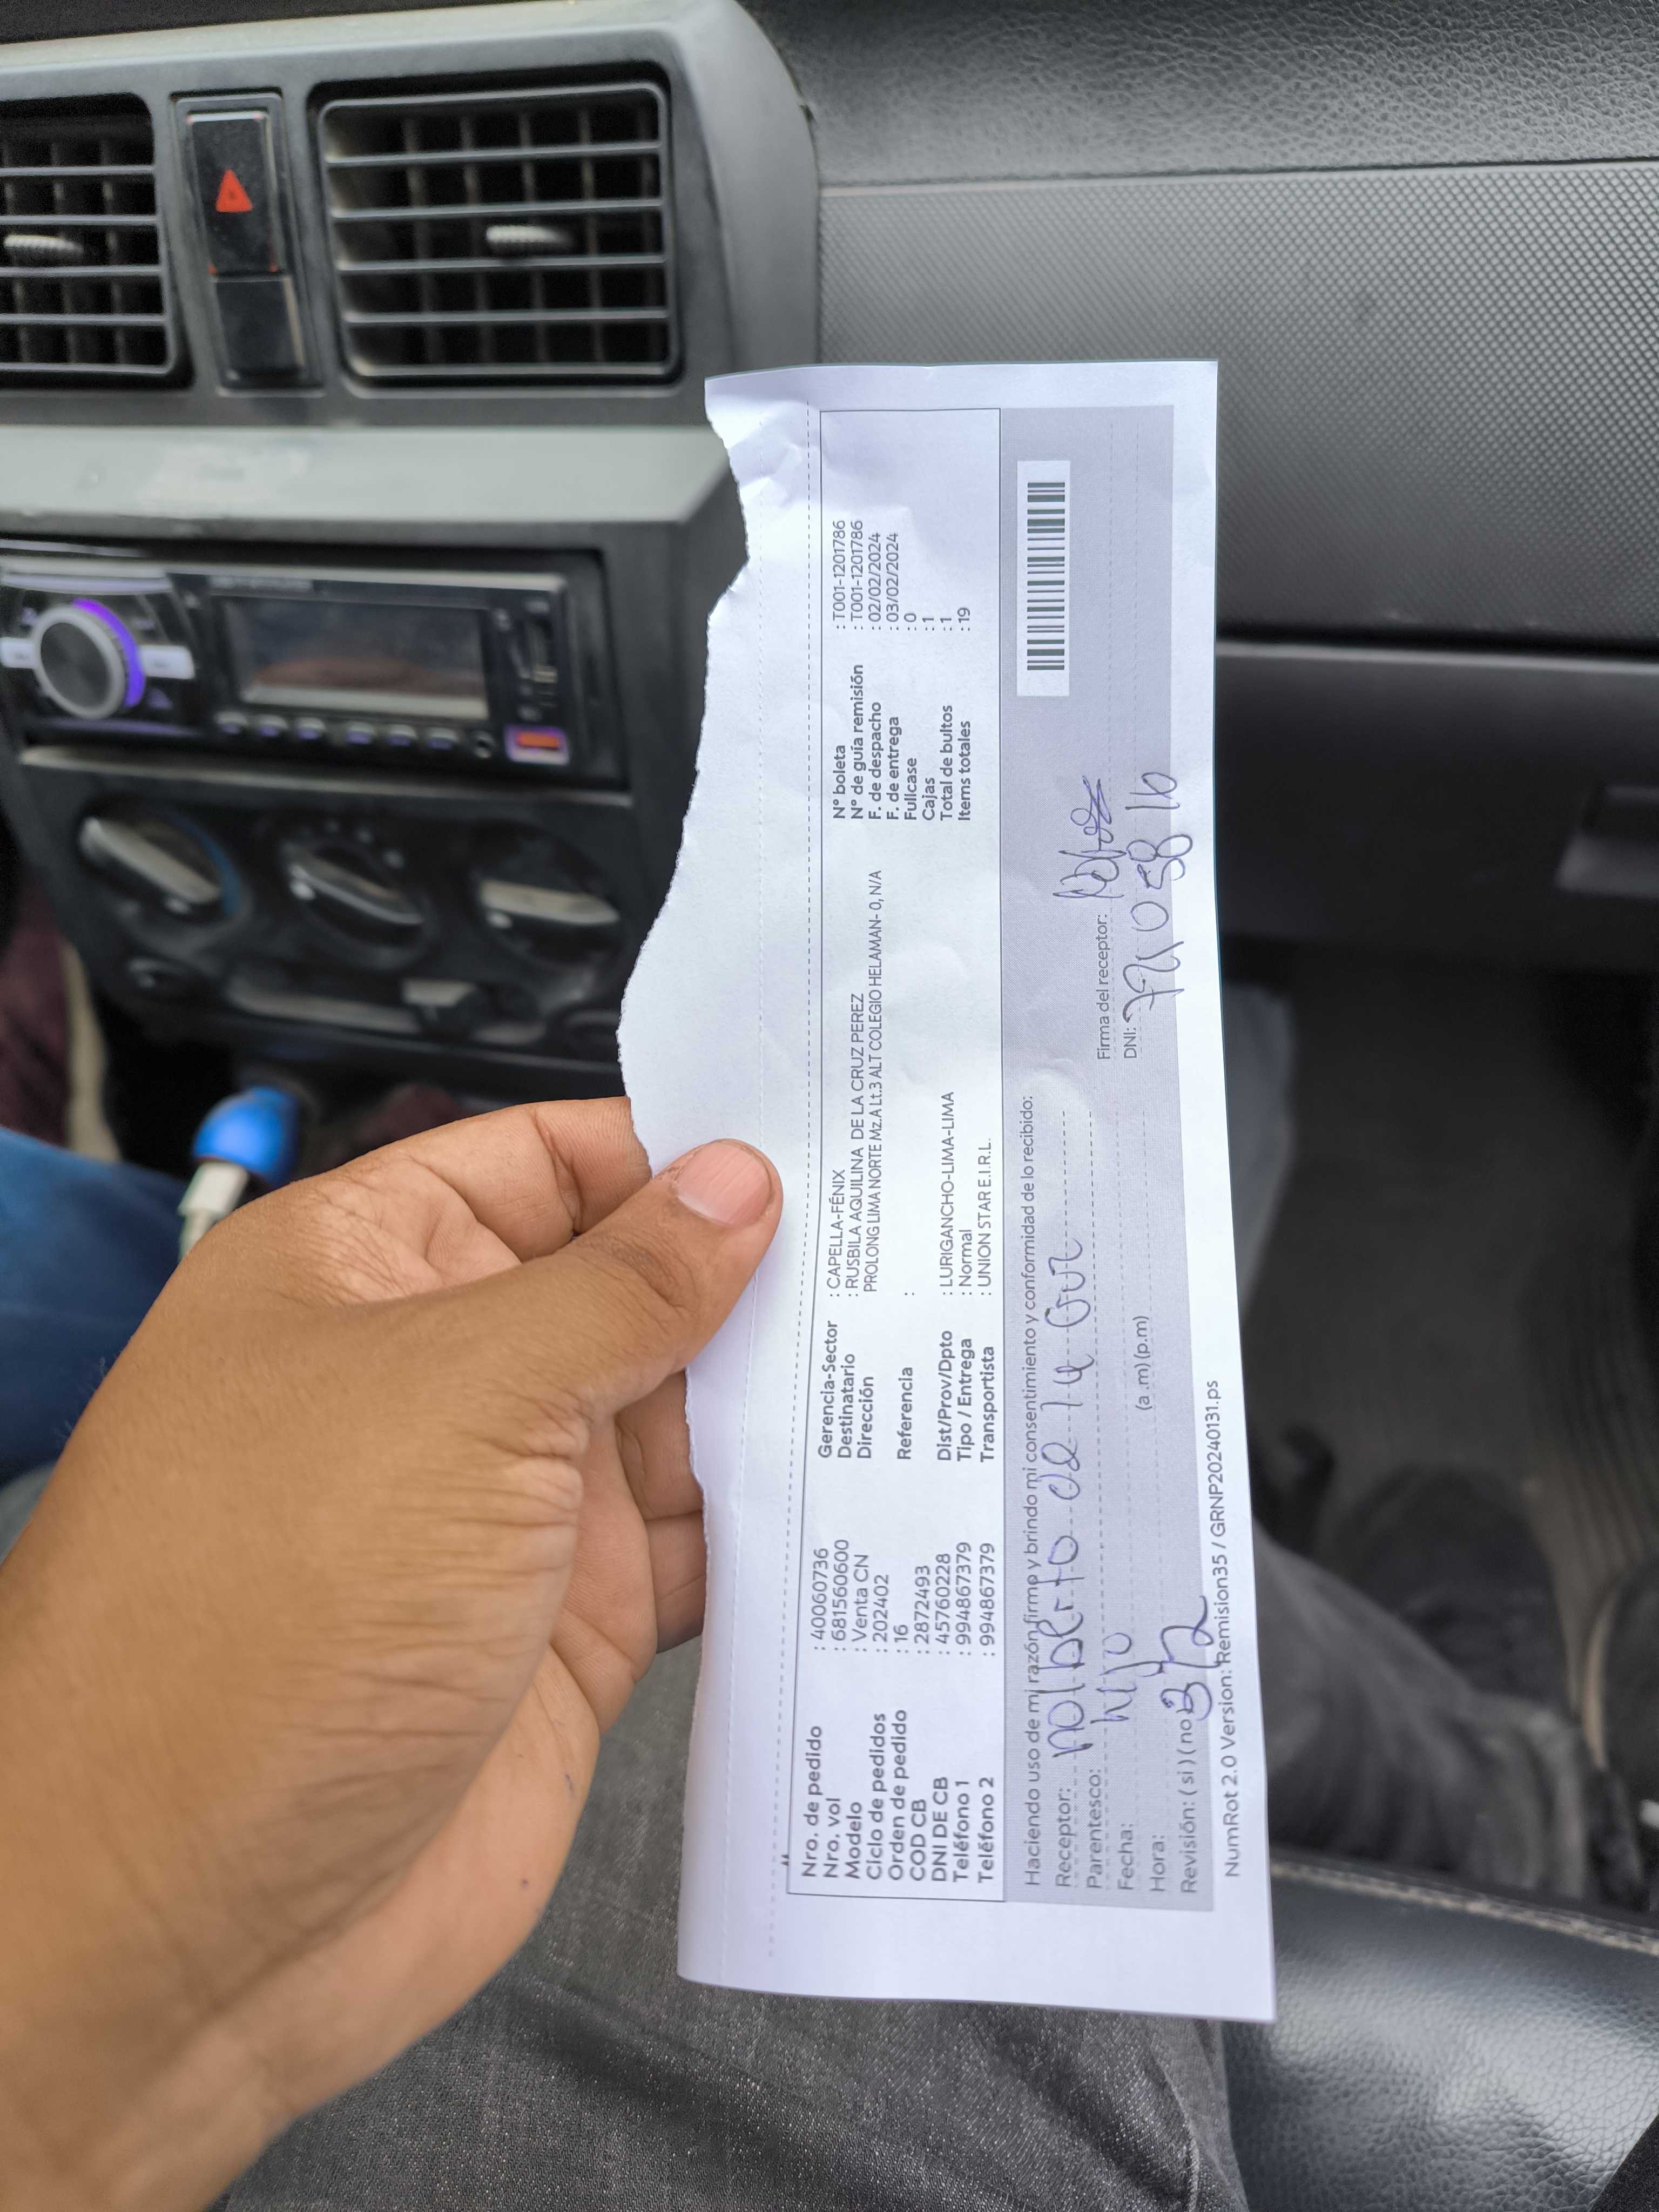 Nro. de pedido : 40060736
Nro. vol : 681560600
Modelo : Venta CN
Ciclo de pedidos : 202402
Orden de pedido : 16
COD CB : 2872493
DNI DE CB : 45760228
Teléfono 1 : 994867379
Teléfono 2 : 994867379
Gerencia-Sector : CAPELLA-FÉNIX
Destinatario : RUSBILA AQUILINA DE LA CRUZ PEREZ
Dirección PROLONG LIMA NORTE Mz.A Lt.3 ALT COLEGIO HELAMAN- 0, N/A
Referencia :
Dist/Prov/Dpto : LURIGANCHO-LIMA-LIMA
Tipo / Entrega : Normal
Transportista : UNION STAR E.I.R.L.
N° boleta : T001-1201786
N° de guía remisión : T001-1201786
F. de despacho : 02/02/2024
F. de entrega : 03/02/2024
Fullcase : 0
Cajas : 1
Total de bultos : 1
Items totales : 19
Haciendo uso de mi razón firmo y brindo mi consentimiento y conformidad de lo recibido:
Receptor: nolberto de la Cruz
Parentesco: hijo
Fecha:
Hora: (a.m) (p.m)
Revisión: ( si ) ( no ) 3/2
Firma del receptor:
DNI:
NumRot 2.0 Version: Remision35 / GRNP20240131.ps